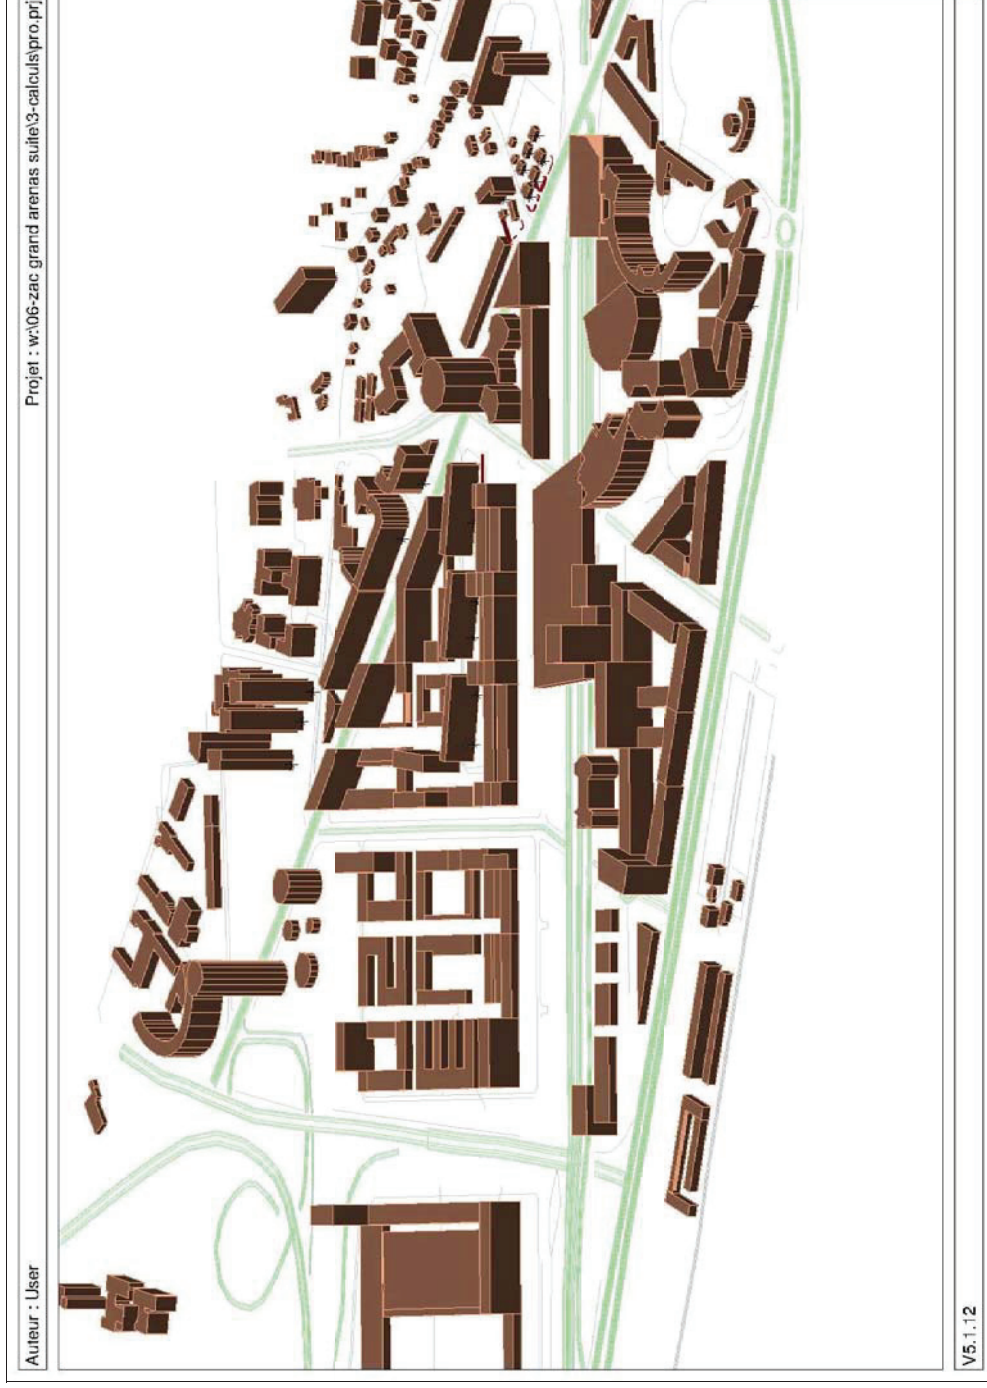 Auteur : User
Projet : w:\06-zac grand arenas suite\3-calculs\pro.prj
V5.1.12